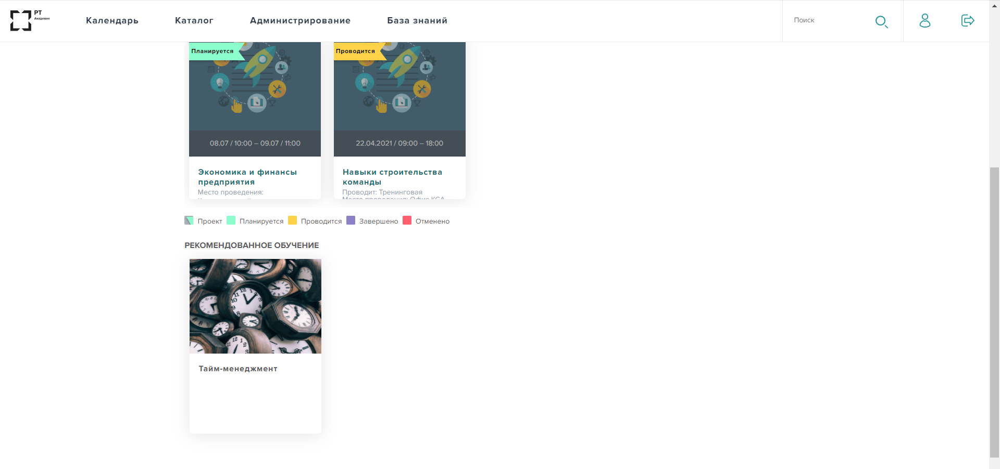 РТ
Академия
Календарь
Каталог
Администрирование
База знаний
Поиск
Планируется
Проводится
08.07 / 10:00 – 09.07 / 11:00
22.04.2021 / 09:00 – 18:00
Экономика и финансы
предприятия
Место проведения:
Навыки строительства
команды
Проводит: Тренинговая
Место проведения: Офис КСА
Проект
Планируется
Проводится
Завершено
Отменено
РЕКОМЕНДОВАННОЕ ОБУЧЕНИЕ
Тайм-менеджмент